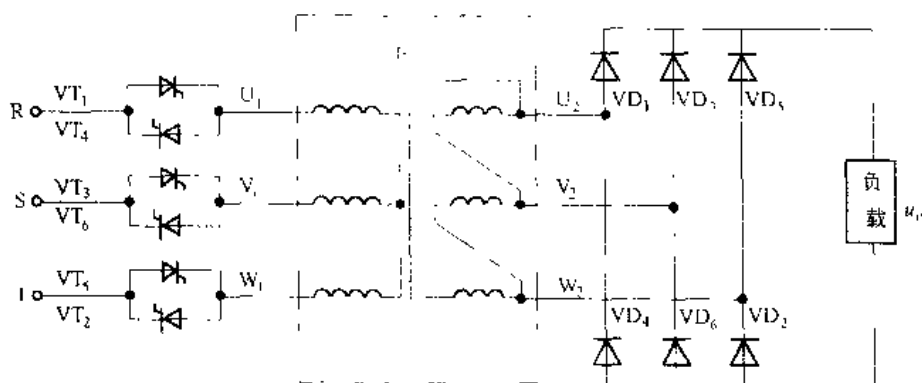 VT₁
R
VT₄
U₁
U₂
VD₁
VD₃
VD₅
VT₃
S
VT₆
V₁
V₂
负
载
VT₅
VT₂
W₁
W₂
VD₄
VD₆
VD₂